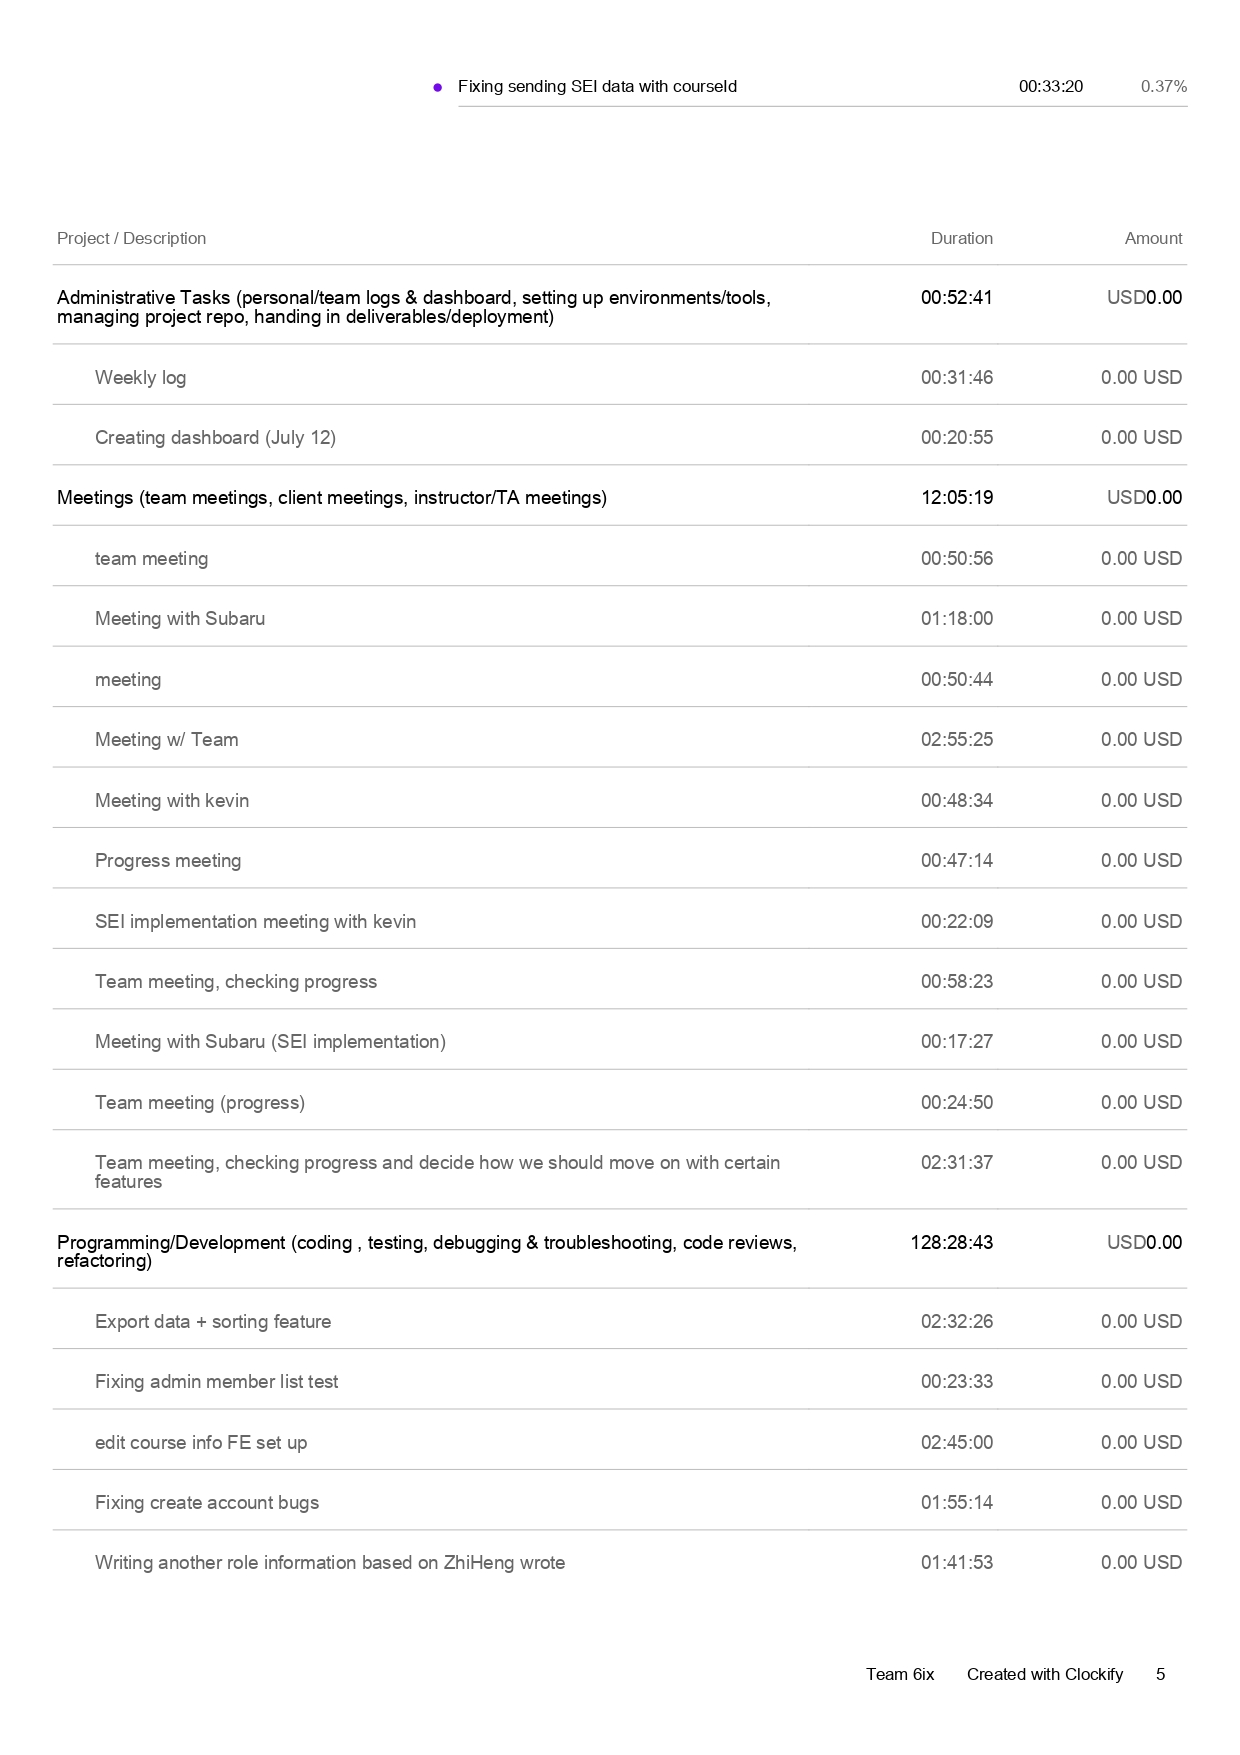 Fixing sending SEI data with courseId 00:33:20 0.37%
Project / Description Duration Amount
Administrative Tasks (personal/team logs & dashboard, setting up environments/tools, 00:52:41 USD0.00
managing project repo, handing in deliverables/deployment)
Weekly log 00:31:46 0.00 USD
Creating dashboard (July 12) 00:20:55 0.00 USD
Meetings (team meetings, client meetings, instructor/TA meetings) 12:05:19 USD0.00
team meeting 00:50:56 0.00 USD
Meeting with Subaru 01:18:00 0.00 USD
meeting 00:50:44 0.00 USD
Meeting w/ Team 02:55:25 0.00 USD
Meeting with kevin 00:48:34 0.00 USD
Progress meeting 00:47:14 0.00 USD
SEI implementation meeting with kevin 00:22:09 0.00 USD
Team meeting, checking progress 00:58:23 0.00 USD
Meeting with Subaru (SEI implementation) 00:17:27 0.00 USD
Team meeting (progress) 00:24:50 0.00 USD
Team meeting, checking progress and decide how we should move on with certain 02:31:37 0.00 USD
features
Programming/Development (coding , testing, debugging & troubleshooting, code reviews, 128:28:43 USD0.00
refactoring)
Export data + sorting feature 02:32:26 0.00 USD
Fixing admin member list test 00:23:33 0.00 USD
edit course info FE set up 02:45:00 0.00 USD
Fixing create account bugs 01:55:14 0.00 USD
Writing another role information based on ZhiHeng wrote 01:41:53 0.00 USD
Team 6ix Created with Clockify 5